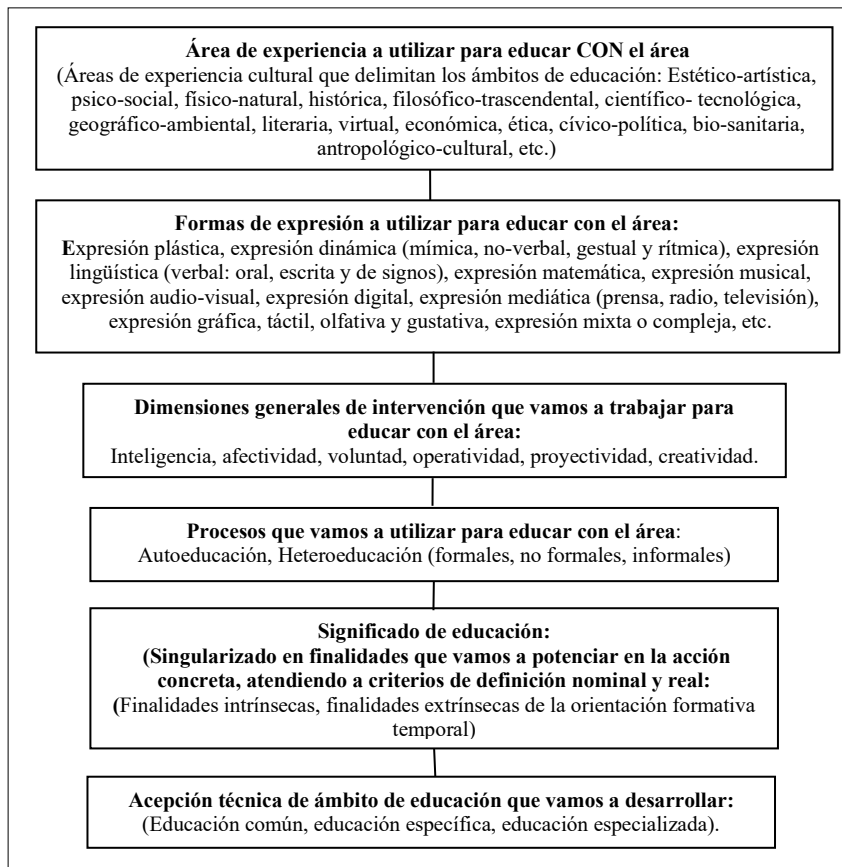 Área de experiencia a utilizar para educar CON el área
(Áreas de experiencia cultural que delimitan los ámbitos de educación: Estético-artística,
psico-social, físico-natural, histórica, filosófico-trascendental, científico- tecnológica,
geográfico-ambiental, literaria, virtual, económica, ética, cívico-política, bio-sanitaria,
antropológico-cultural, etc.)
Formas de expresión a utilizar para educar con el área:
Expresión plástica, expresión dinámica (mímica, no-verbal, gestual y rítmica), expresión
lingüística (verbal: oral, escrita y de signos), expresión matemática, expresión musical,
expresión audio-visual, expresión digital, expresión mediática (prensa, radio, televisión),
expresión gráfica, táctil, olfativa y gustativa, expresión mixta o compleja, etc.
Dimensiones generales de intervención que vamos a trabajar para
educar con el área:
Inteligencia, afectividad, voluntad, operatividad, proyectividad, creatividad.
Procesos que vamos a utilizar para educar con el área:
Autoeducación, Heteroeducación (formales, no formales, informales)
Significado de educación:
(Singularizado en finalidades que vamos a potenciar en la acción
concreta, atendiendo a criterios de definición nominal y real:
(Finalidades intrínsecas, finalidades extrínsecas de la orientación formativa
temporal)
Acepción técnica de ámbito de educación que vamos a desarrollar:
(Educación común, educación específica, educación especializada).